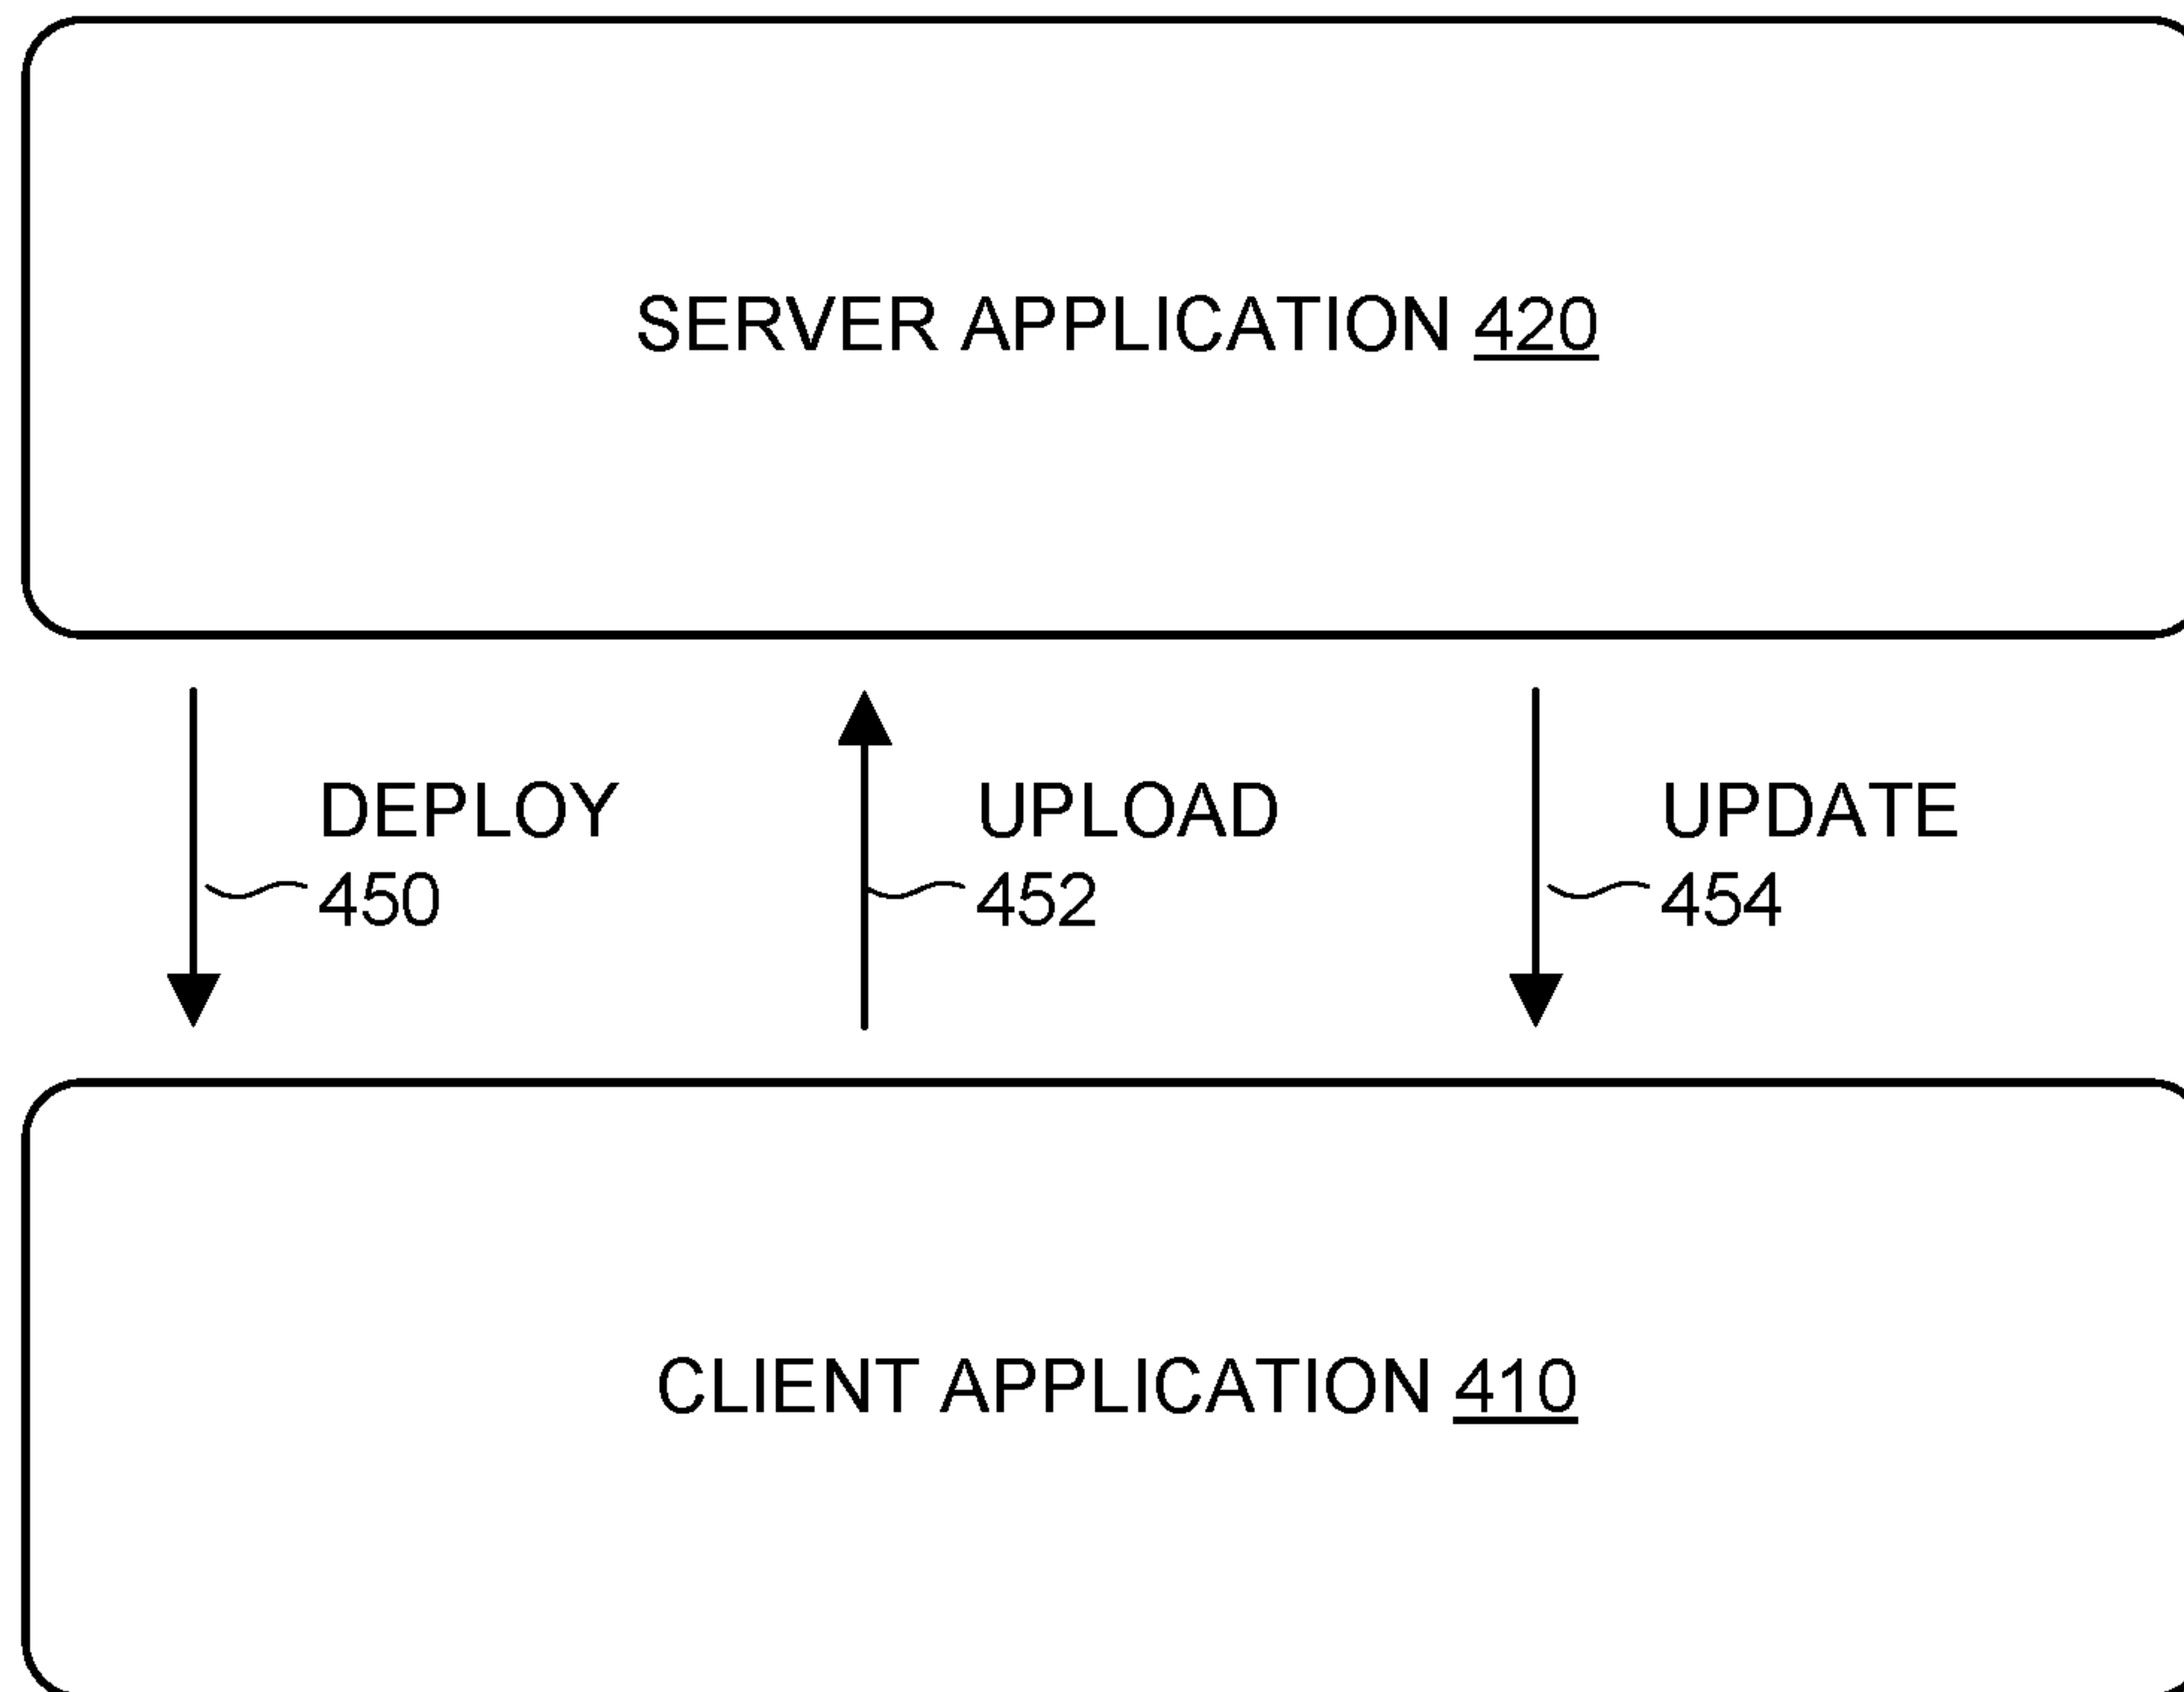 SERVER APPLICATION 420
DEPLOY
450
UPLOAD
452
UPDATE
454
CLIENT APPLICATION 410